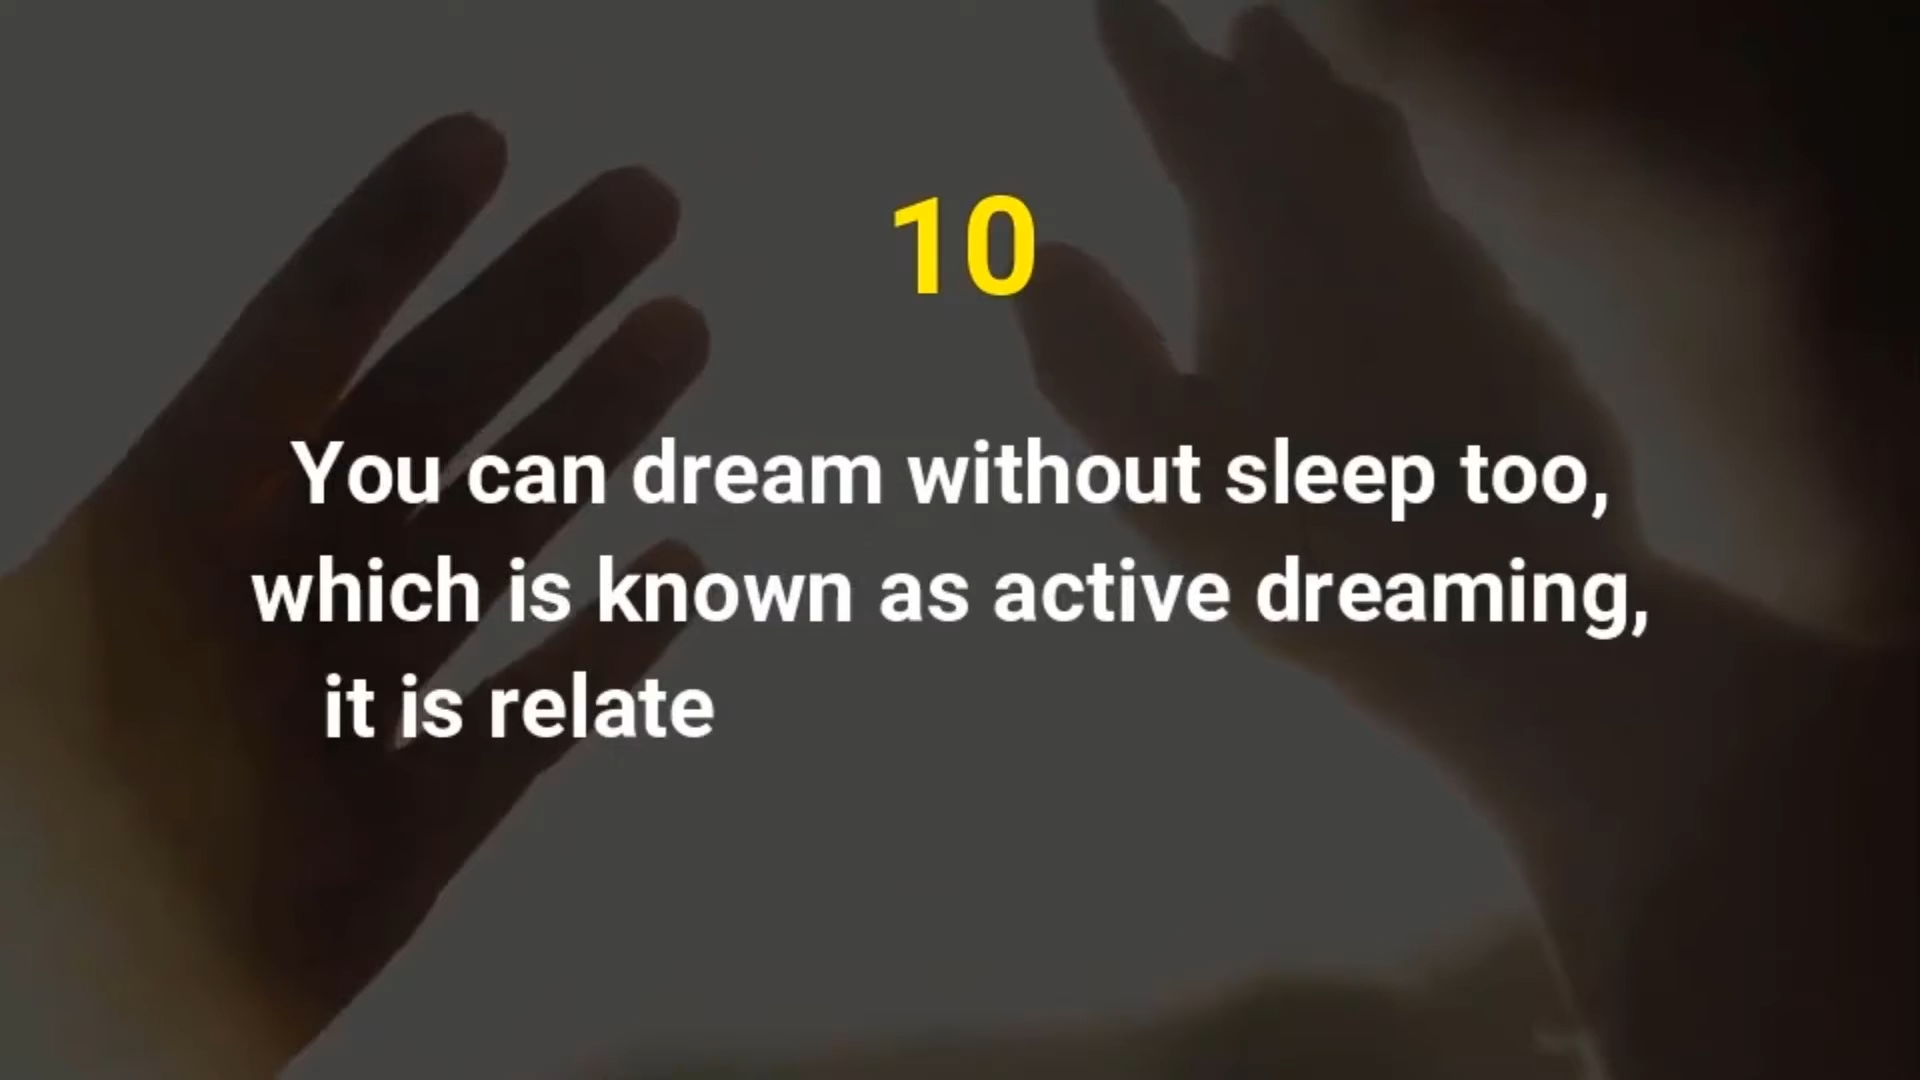 10
You can dream without sleep too,
which is known as active dreaming,
it is relate